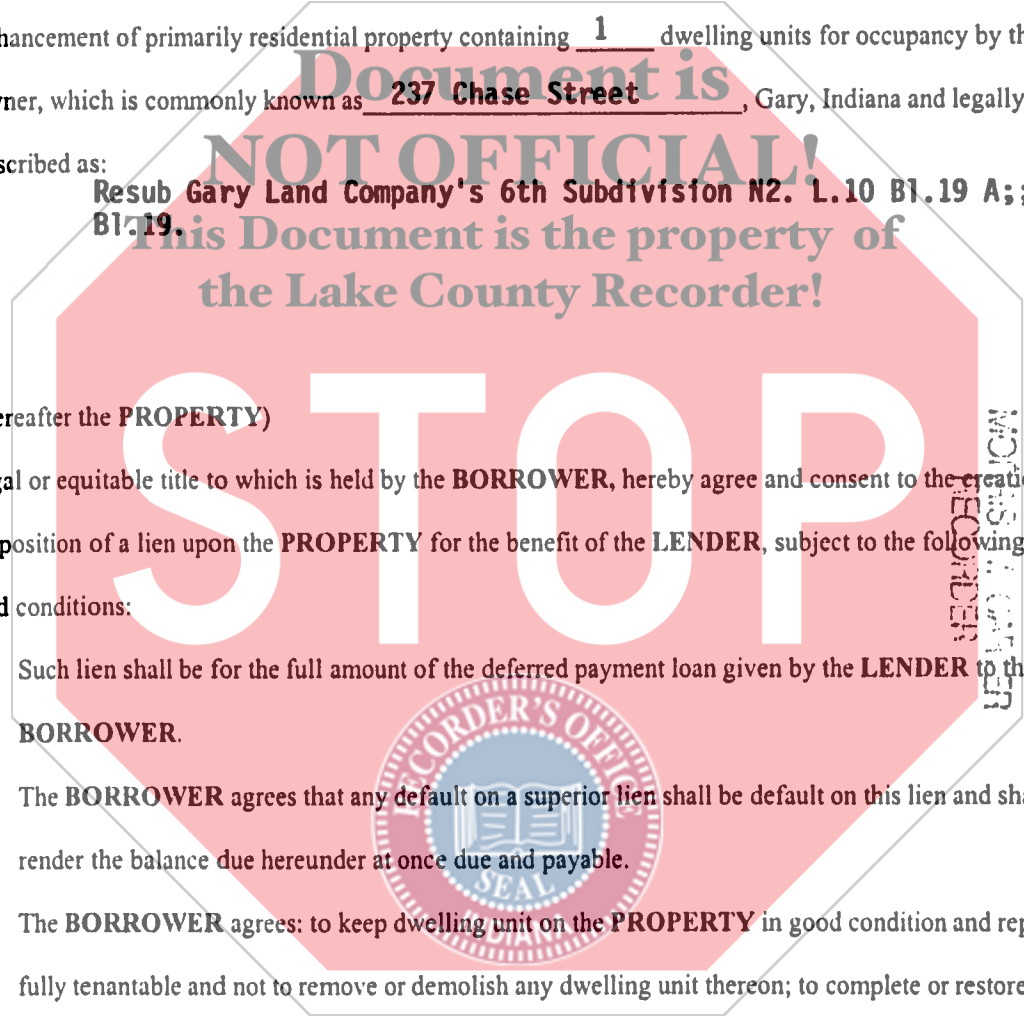 hancement of primarily residential property containing 1 dwelling units for occupancy by th
Document is
ner, which is commonly known as 237 Chase Street, Gary, Indiana and legally
NOT OFFICIAL!
scribed as:
Resub Gary Land Company's 6th Subdivision N2. L.10 Bl.19 A;;
Bl.19.
This Document is the property of
the Lake County Recorder!
ereafter the PROPERTY)
STOP
gal or equitable title to which is held by the BORROWER, hereby agree and consent to the creati
position of a lien upon the PROPERTY for the benefit of the LENDER, subject to the following
d conditions:
RECORDER
Such lien shall be for the full amount of the deferred payment loan given by the LENDER to th
BORROWER.
RECORDER'S OFFICE
The BORROWER agrees that any default on a superior lien shall be default on this lien and sha
render the balance due hereunder at once due and payable.
SEAL
INDIANA
The BORROWER agrees: to keep dwelling unit on the PROPERTY in good condition and rep
fully tenantable and not to remove or demolish any dwelling unit thereon; to complete or restore